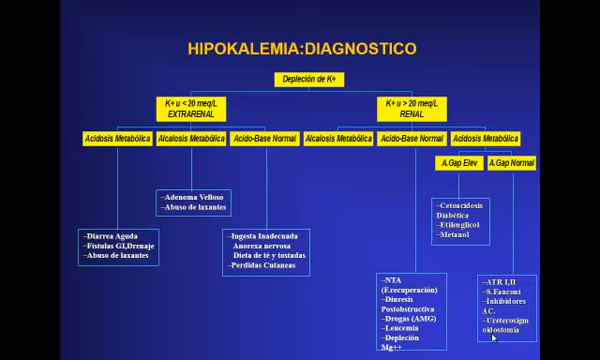 HIPOKALEMIA:DIAGNOSTICO
Depleción de K+
K+ u < 20 meq/L
EXTRARENAL
K+ u > 20 meq/L
RENAL
Acidosis Metabólica
Alcalosis Metabólica
Acido-Base Normal
Alcalosis Metabólica
Acido-Base Normal
Acidosis Metabólica
A.Gap Elev
A.Gap Normal
–Adenoma Velloso
–Abuso de laxantes
–Cetoacidosis
Diabética
–Etilenglicol
–Metanol
–Diarrea Aguda
–Fístulas GI,Drenaje
–Abuso de laxantes
–Ingesta Inadecuada
Anorexa nervosa
Dieta de té y tostadas
–Perdidas Cutaneas
–NTA
(F.recuperación)
–Diuresis
Postobstructiva
–Drogas (AMG)
–Leucemia
–Depleción
Mg++
–ATR I,II
–S.Fanconi
–Inhibidores
AC.
–Ureterosigm
oidostomía